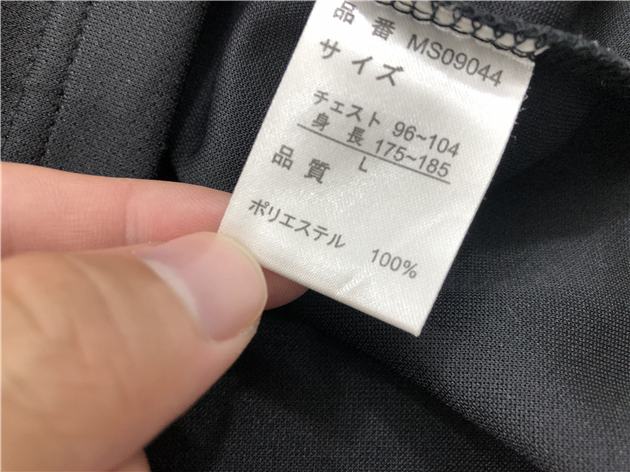 品番 MS09044
サイズ
チェスト 96~104
身長 175~185
L
品質
ポリエステル 100%